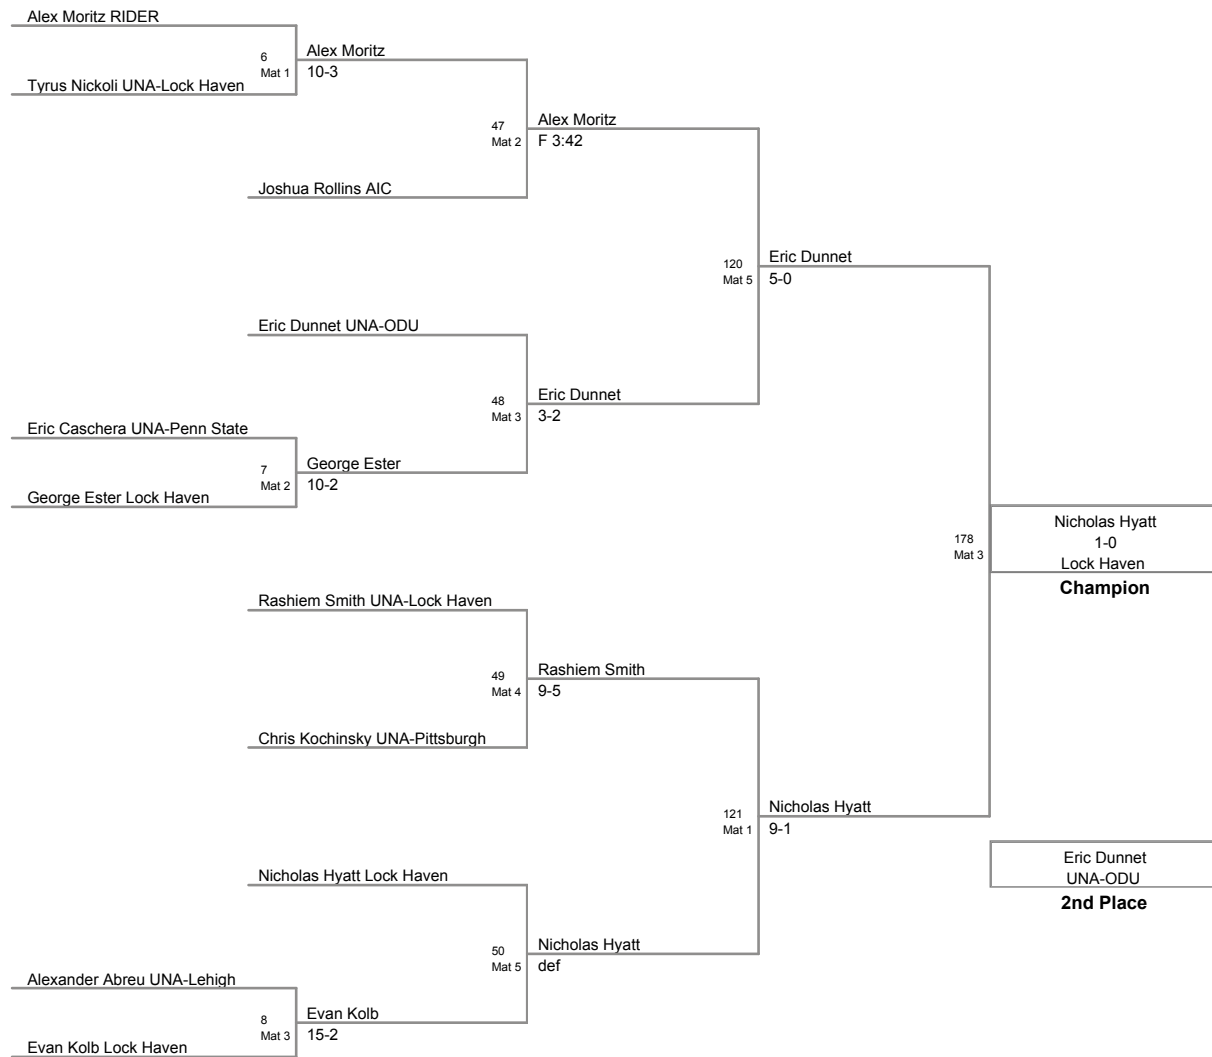 Alex Moritz RIDER
6
Mat 1
Alex Moritz
10-3
Tyrus Nickoli UNA-Lock Haven
47
Mat 2
Alex Moritz
F 3:42
Joshua Rollins AIC
120
Mat 5
Eric Dunnet
5-0
Eric Dunnet UNA-ODU
48
Mat 3
Eric Dunnet
3-2
Eric Caschera UNA-Penn State
7
Mat 2
George Ester
10-2
George Ester Lock Haven
178
Mat 3
Nicholas Hyatt
1-0
Lock Haven
Champion
Rashiem Smith UNA-Lock Haven
49
Mat 4
Rashiem Smith
9-5
Chris Kochinsky UNA-Pittsburgh
121
Mat 1
Nicholas Hyatt
9-1
Eric Dunnet
UNA-ODU
2nd Place
Nicholas Hyatt Lock Haven
50
Mat 5
Nicholas Hyatt
def
Alexander Abreu UNA-Lehigh
8
Mat 3
Evan Kolb
15-2
Evan Kolb Lock Haven